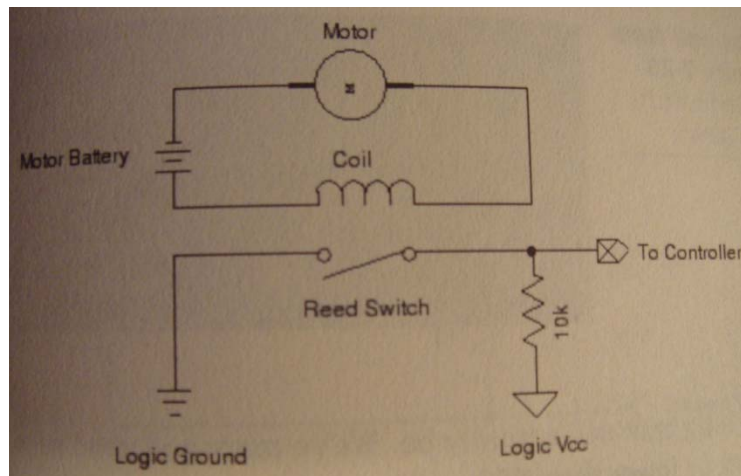 Motor
Motor Battery
Coil
To Controller
Reed Switch
10k
Logic Ground
Logic Vcc